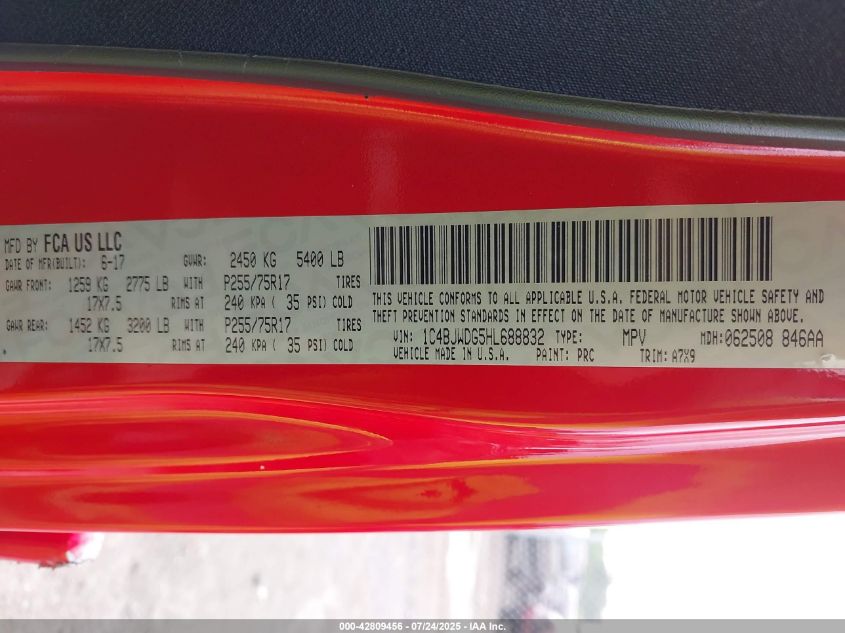 MFD BY FCA US LLC
DATE OF MFR(BUILT): 6-17 GVWR: 2450 KG 5400 LB
GAWR FRONT: 1259 KG 2775 LB WITH P255/75R17 TIRES
17X7.5 RIMS AT 240 KPA ( 35 PSI) COLD
GAWR REAR: 1452 KG 3200 LB WITH P255/75R17 TIRES
17X7.5 RIMS AT 240 KPA ( 35 PSI) COLD
THIS VEHICLE CONFORMS TO ALL APPLICABLE U.S.A. FEDERAL MOTOR VEHICLE SAFETY AND
THEFT PREVENTION STANDARDS IN EFFECT ON THE DATE OF MANUFACTURE SHOWN ABOVE.
VIN: 1C4BJWDG5HL688832 TYPE: MPV MDH: 062508 846AA
VEHICLE MADE IN U.S.A. PAINT: PRC TRIM: A7X9
000-42809456 - 07/24/2025 - IAA Inc.